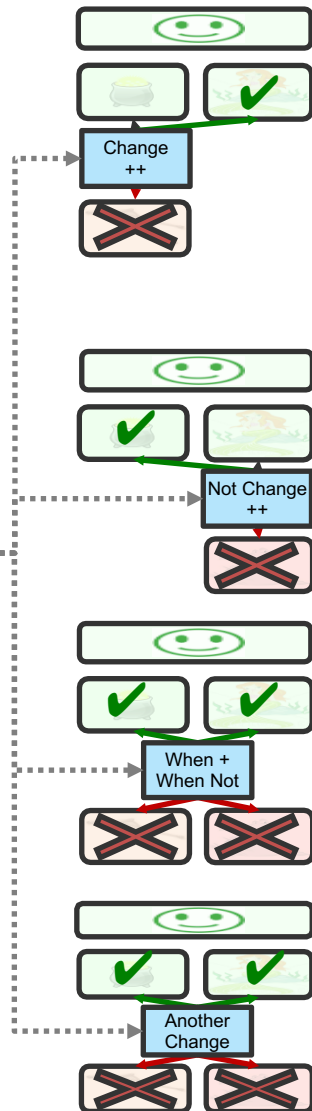 Change
++
Not Change
++
When +
When Not
Another
Change